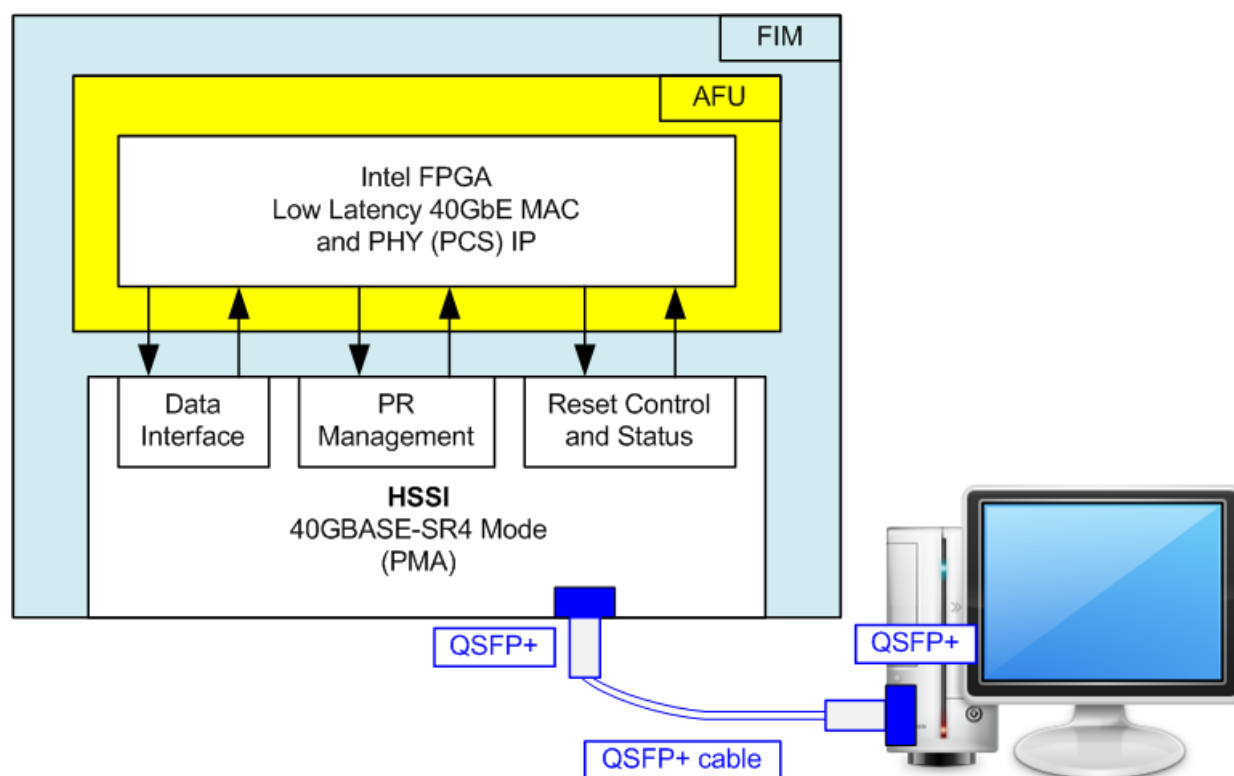 FIM
AFU
Intel FPGA
Low Latency 40GbE MAC
and PHY (PCS) IP
Data
Interface
PR
Management
Reset Control
and Status
HSSI
40GBASE-SR4 Mode
(PMA)
QSFP+
QSFP+
QSFP+ cable